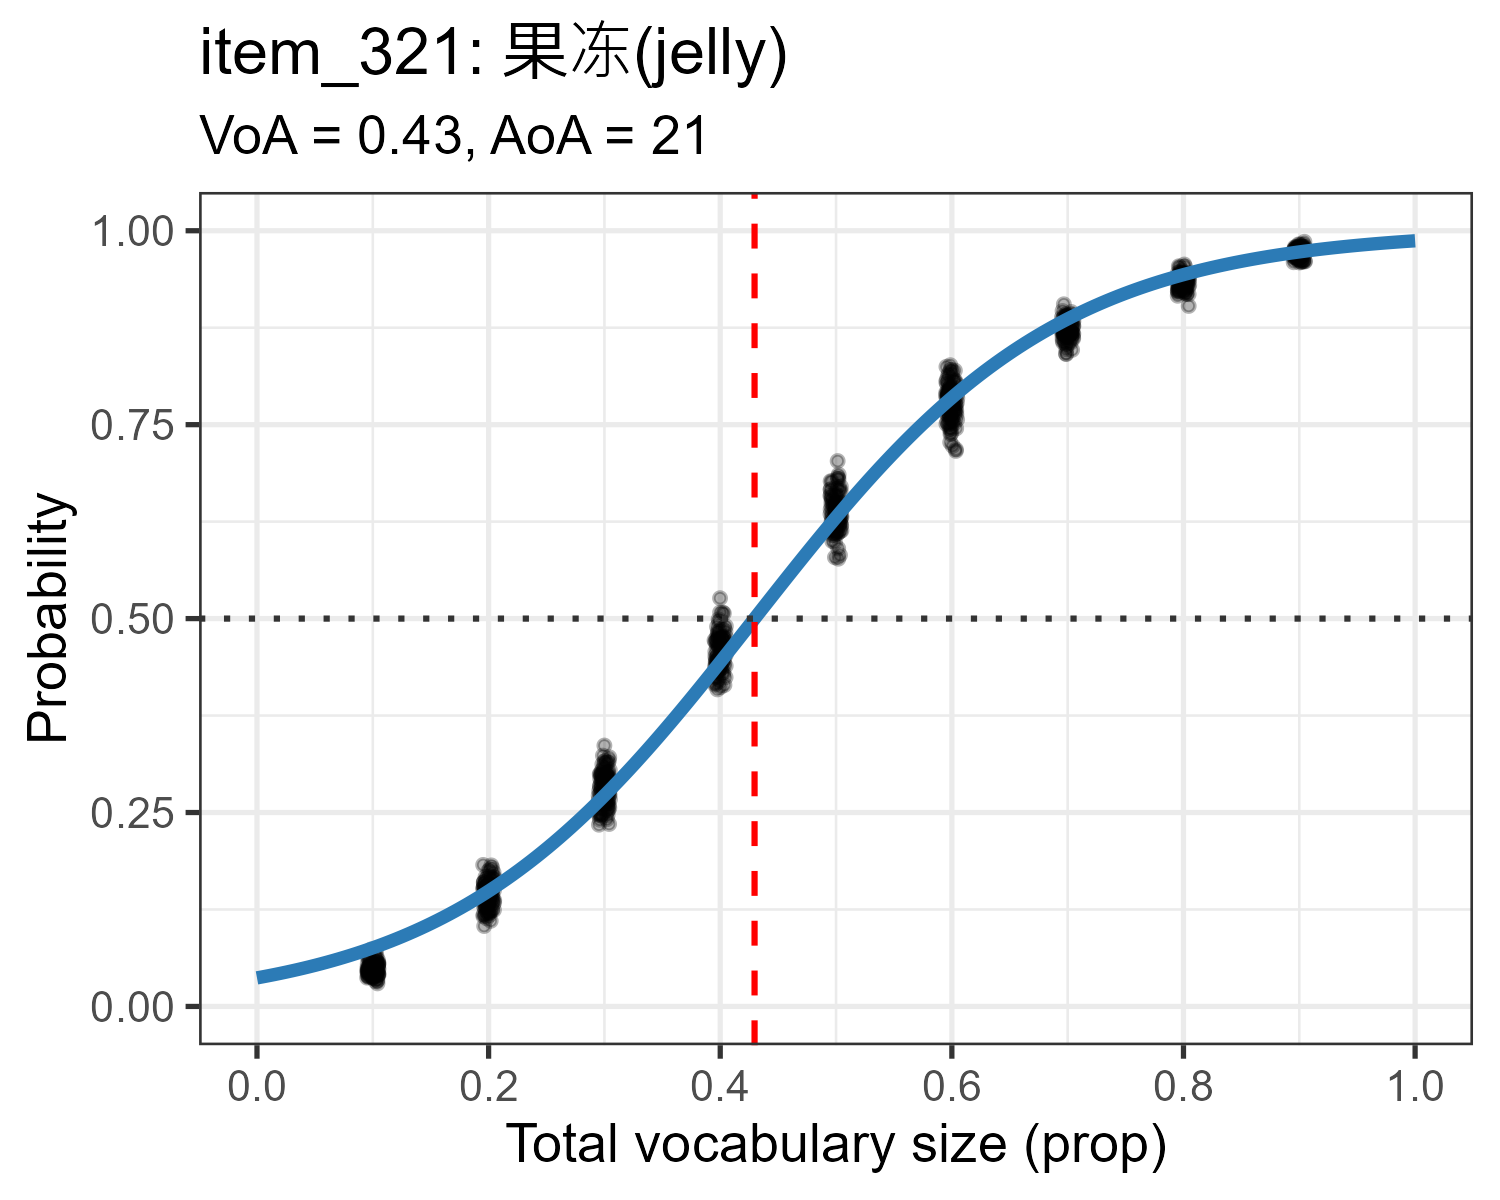 item_321: 果冻(jelly)
VoA = 0.43, AoA = 21
1.00
0.75
0.50
0.25
0.00
Probability
0.0 0.2 0.4 0.6 0.8 1.0
Total vocabulary size (prop)